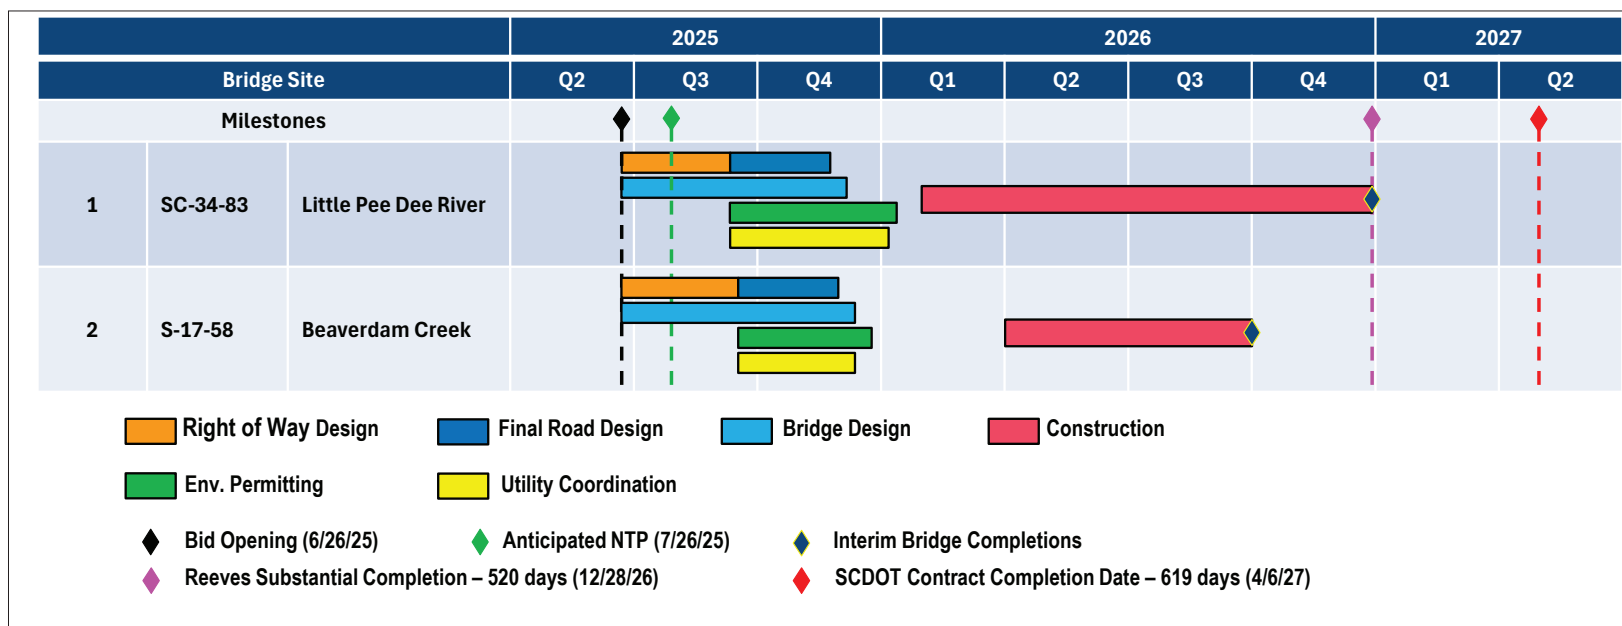 2025 2026 2027
Bridge Site Q2 Q3 Q4 Q1 Q2 Q3 Q4 Q1 Q2
Milestones
1 SC-34-83 Little Pee Dee River
2 S-17-58 Beaverdam Creek
Right of Way Design Final Road Design Bridge Design Construction
Env. Permitting Utility Coordination
Bid Opening (6/26/25) Anticipated NTP (7/26/25) Interim Bridge Completions
Reeves Substantial Completion – 520 days (12/28/26) SCDOT Contract Completion Date – 619 days (4/6/27)